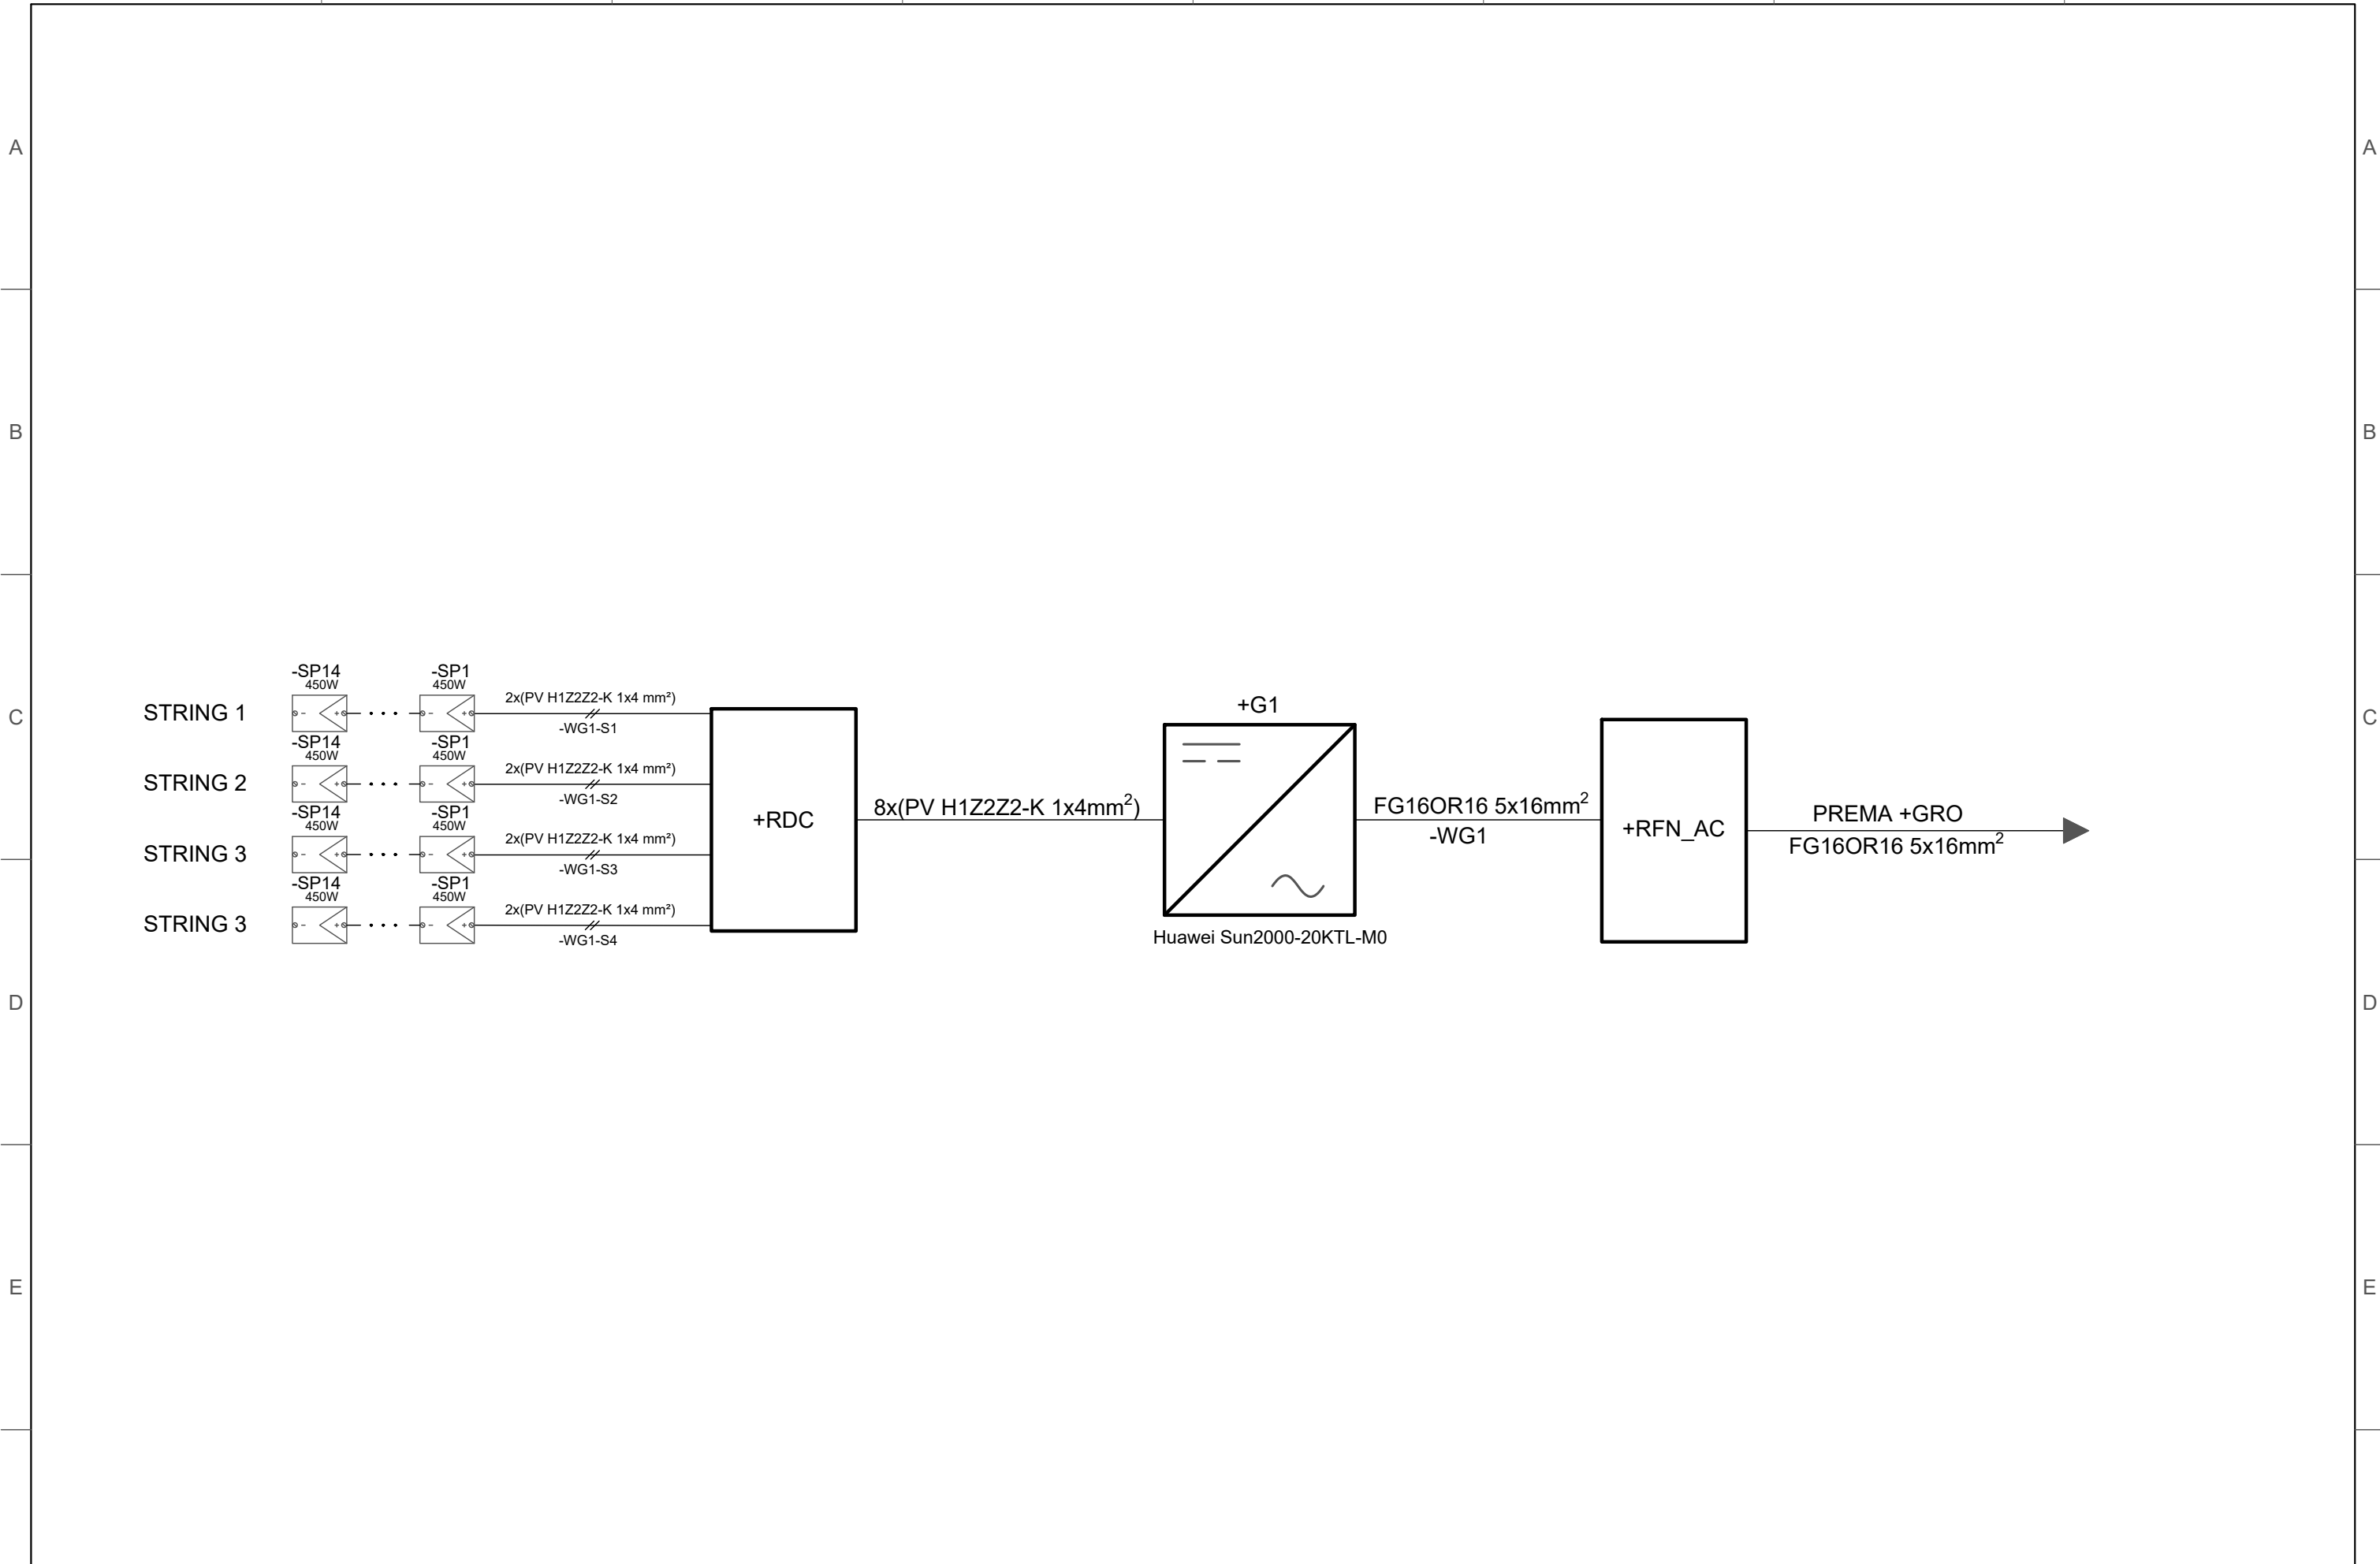 A
A
B
B
-SP14
-SP1
450W
450W
STRING 1
2x(PV H1Z2Z2-K 1x4 mm²)
-WG1-S1
C
C
-SP14
-SP1
450W
450W
STRING 2
2x(PV H1Z2Z2-K 1x4 mm²)
-WG1-S2
-SP14
-SP1
450W
450W
STRING 3
2x(PV H1Z2Z2-K 1x4 mm²)
-WG1-S3
-SP14
-SP1
450W
450W
STRING 3
2x(PV H1Z2Z2-K 1x4 mm²)
-WG1-S4
+RDC
8x(PV H1Z2Z2-K 1x4mm²)
+G1
Huawei Sun2000-20KTL-M0
FG16OR16 5x16mm²
-WG1
+RFN_AC
PREMA +GRO
FG16OR16 5x16mm²
D
D
E
E